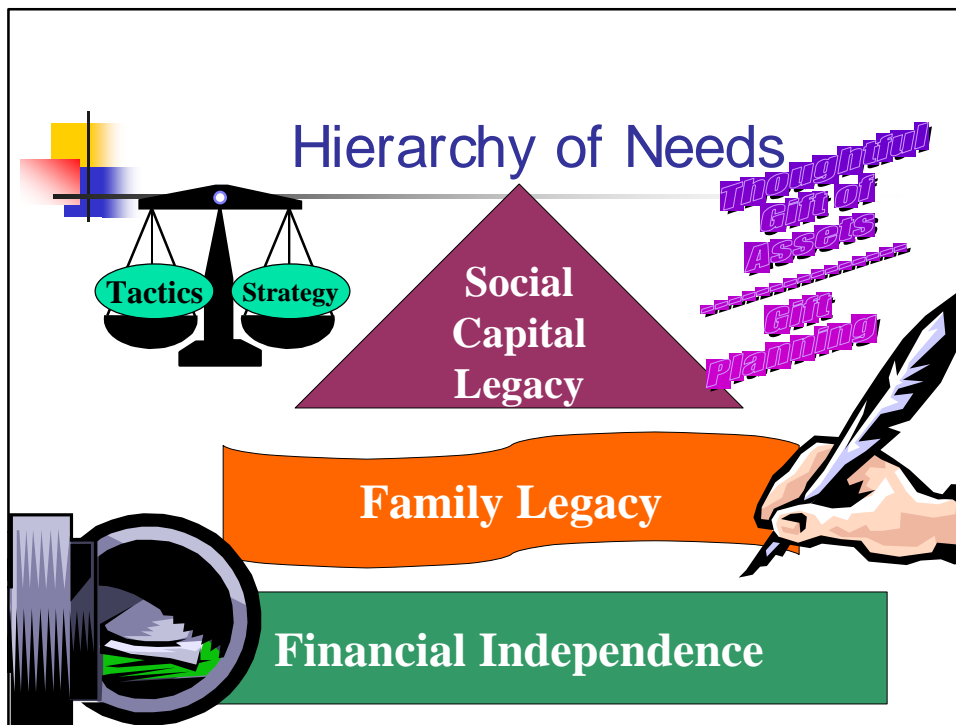 Hierarchy of Needs
Thoughtful
Gift of
Assets
--------------
Gift
Planning
Tactics
Strategy
Social
Capital
Legacy
Family Legacy
Financial Independence